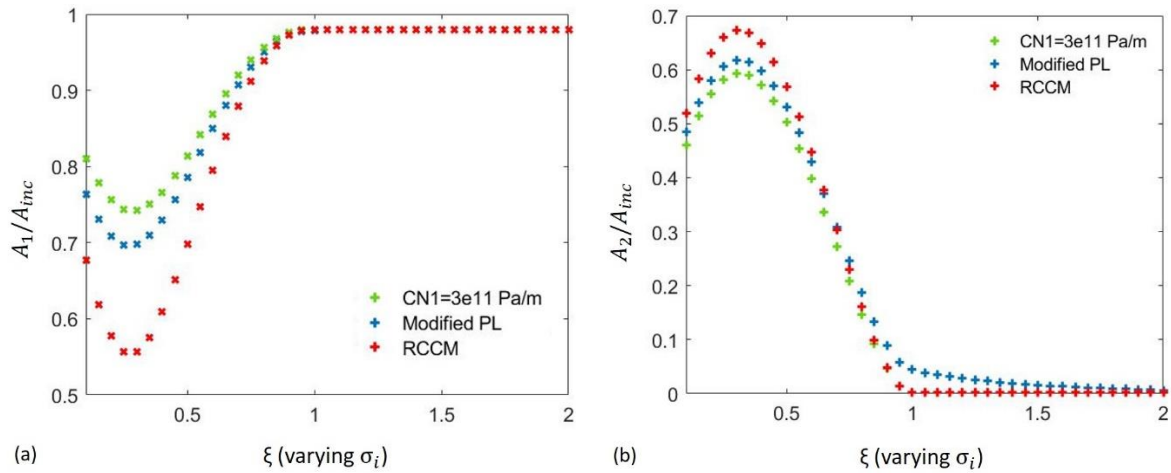 1
0.9
0.8
0.7
0.6
0.5
A1/Ainc
0.5
1
1.5
2
CN1=3e11 Pa/m
Modified PL
RCCM
(a)
ξ (varying σi)
0.7
0.6
0.5
0.4
0.3
0.2
0.1
0
A2/Ainc
0.5
1
1.5
2
CN1=3e11 Pa/m
Modified PL
RCCM
(b)
ξ (varying σi)